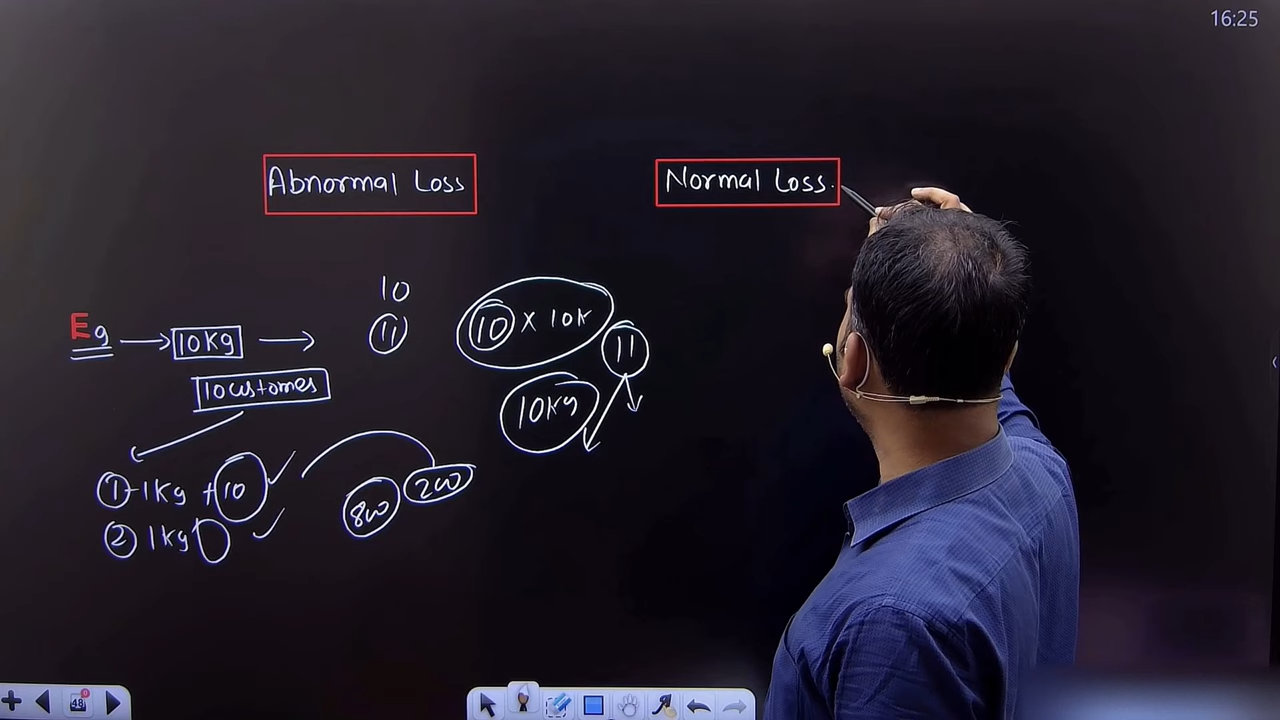 16:25
Abnormal Loss
Normal Loss.
10
Eg → 10Kg →
11
10 x 10K
11
10customes
10Kg
1-1Kg + 10 ✓
800
200
2 1Kg ✓
48